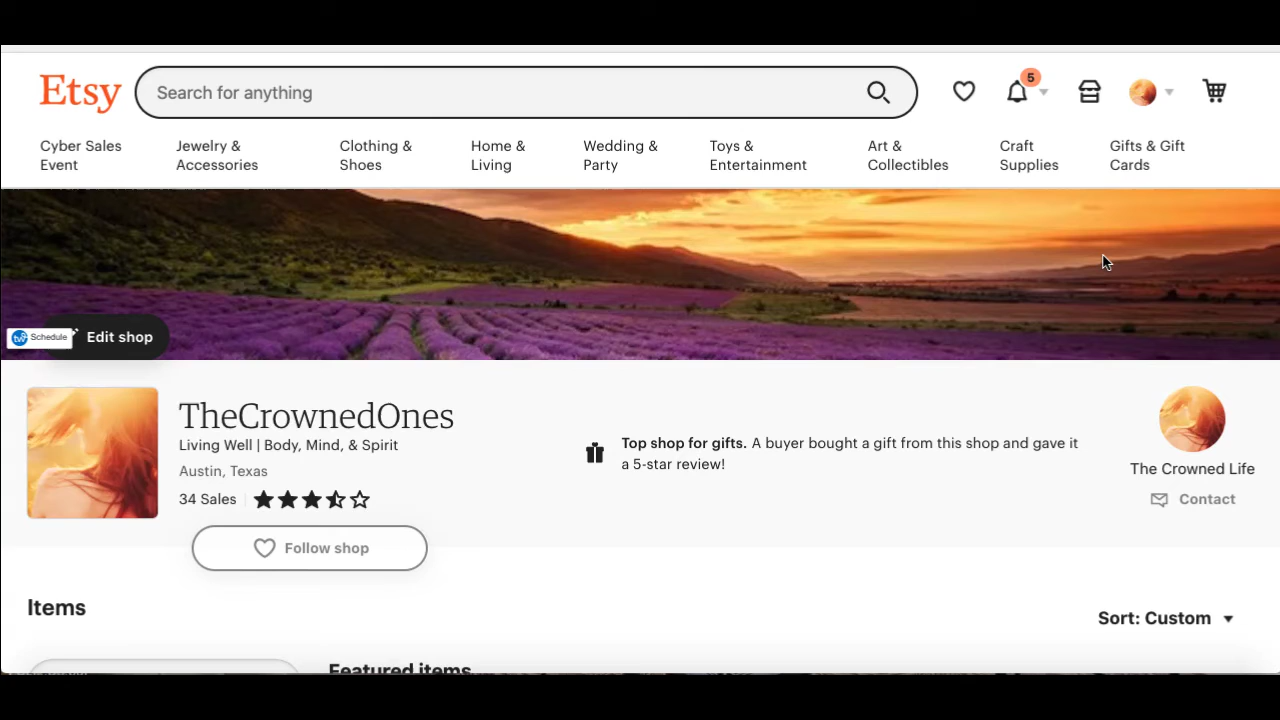 Etsy
Search for anything
5
Cyber Sales Event
Jewelry & Accessories
Clothing & Shoes
Home & Living
Wedding & Party
Toys & Entertainment
Art & Collectibles
Craft Supplies
Gifts & Gift Cards
tw Schedule
Edit shop
TheCrownedOnes
Living Well | Body, Mind, & Spirit
Austin, Texas
34 Sales
Follow shop
Top shop for gifts. A buyer bought a gift from this shop and gave it
a 5-star review!
The Crowned Life
Contact
Items
Sort: Custom
Featured items